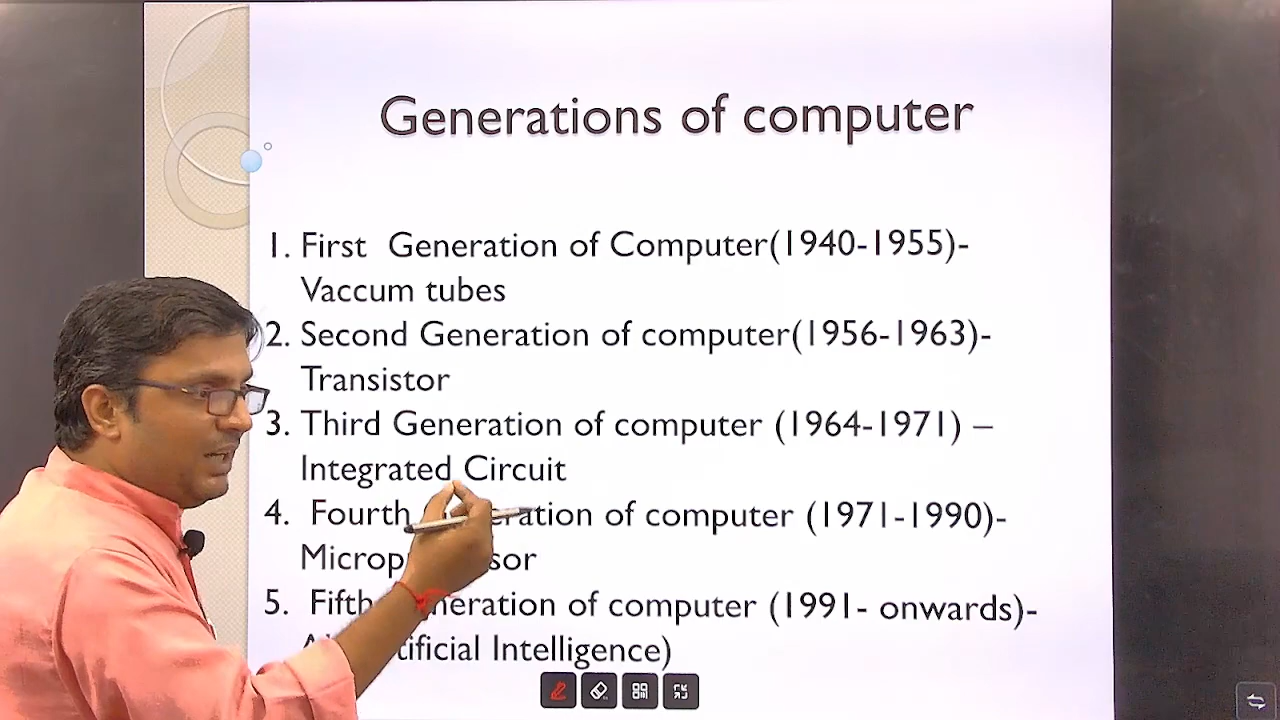 Generations of computer
1. First Generation of Computer(1940-1955)-
Vaccum tubes
2. Second Generation of computer(1956-1963)-
Transistor
3. Third Generation of computer (1964-1971) –
Integrated Circuit
4. Fourth of computer (1971-1990)-
5. Fifth of computer (1991- onwards)-
Intelligence)